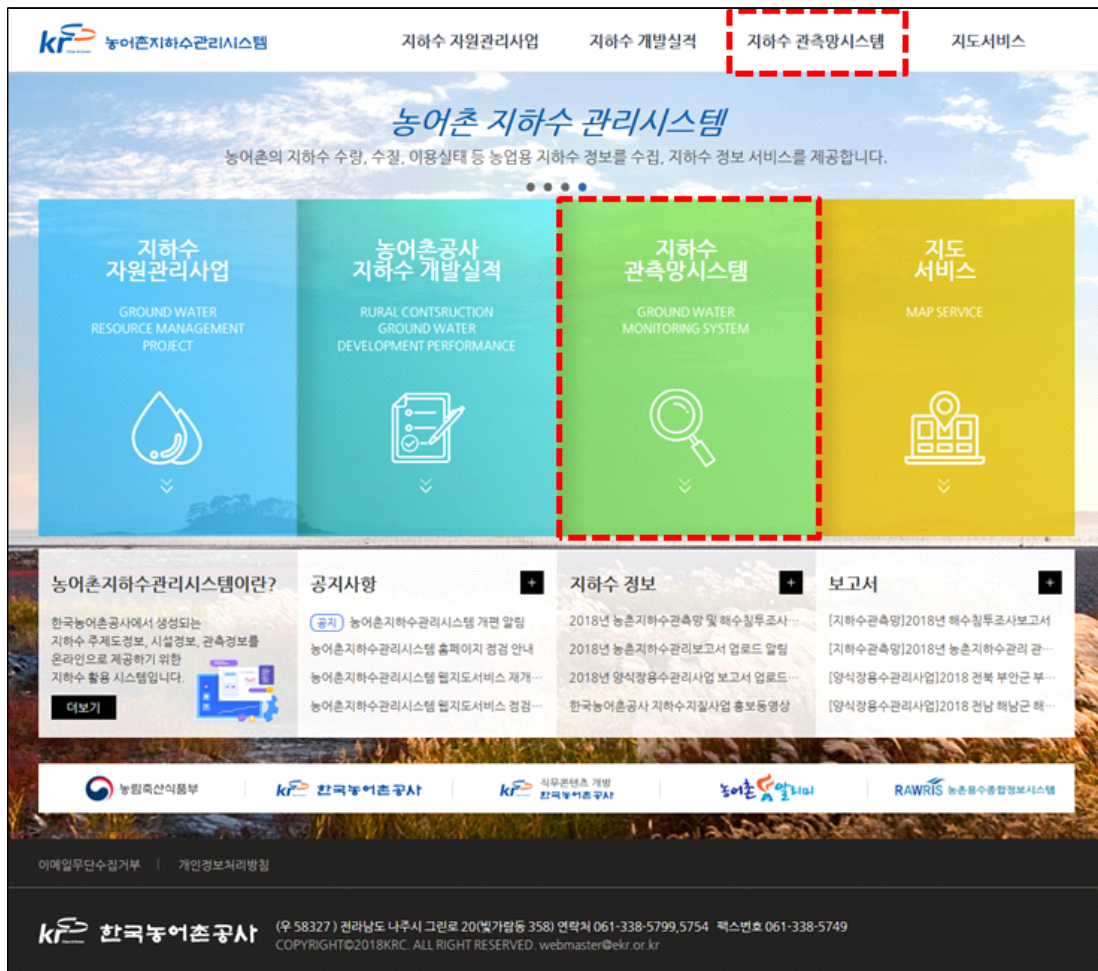 kr 농어촌지하수관리시스템
지하수 자원관리사업 지하수 개발실적 지하수 관측망시스템 지도서비스
농어촌 지하수 관리시스템
농어촌의 지하수 수량, 수질, 이용실태 등 농업용 지하수 정보를 수집, 지하수 정보 서비스를 제공합니다.
지하수
자원관리사업
GROUND WATER
RESOURCE MANAGEMENT
PROJECT
농어촌공사
지하수 개발실적
RURAL CONTSRUCTION
GROUND WATER
DEVELOPMENT PERFORMANCE
지하수
관측망시스템
GROUND WATER
MONITORING SYSTEM
지도
서비스
MAP SERVICE
농어촌지하수관리시스템이란?
한국농어촌공사에서 생성되는
지하수 주제도정보, 시설정보, 관측정보를
온라인으로 제공하기 위한
지하수 활용 시스템입니다.
더보기
공지사항 +
공지 농어촌지하수관리시스템 개편 알림
농어촌지하수관리시스템 홈페이지 점검 안내
농어촌지하수관리시스템 웹지도서비스 재개…
농어촌지하수관리시스템 웹지도서비스 점검…
지하수 정보 +
2018년 농촌지하수관측망 및 해수침투조사…
2018년 농촌지하수관리보고서 업로드 알림
2018년 양식장용수관리사업 보고서 업로드…
한국농어촌공사 지하수지질사업 홍보동영상
보고서 +
[지하수관측망]2018년 해수침투조사보고서
[지하수관측망]2018년 농촌지하수관리 관…
[양식장용수관리사업]2018 전북 부안군 부…
[양식장용수관리사업]2018 전남 해남군 해…
농림축산식품부
kr 한국농어촌공사
kr 직무콘텐츠 개발
한국농어촌공사
농어촌 알리미
RAWRIS 농촌용수종합정보시스템
이메일무단수집거부 | 개인정보처리방침
kr 한국농어촌공사
(우 58327 ) 전라남도 나주시 그린로 20(빛가람동 358) 연락처 061-338-5799,5754 팩스번호 061-338-5749
COPYRIGHT©2018KRC. ALL RIGHT RESERVED. webmaster@ekr.or.kr